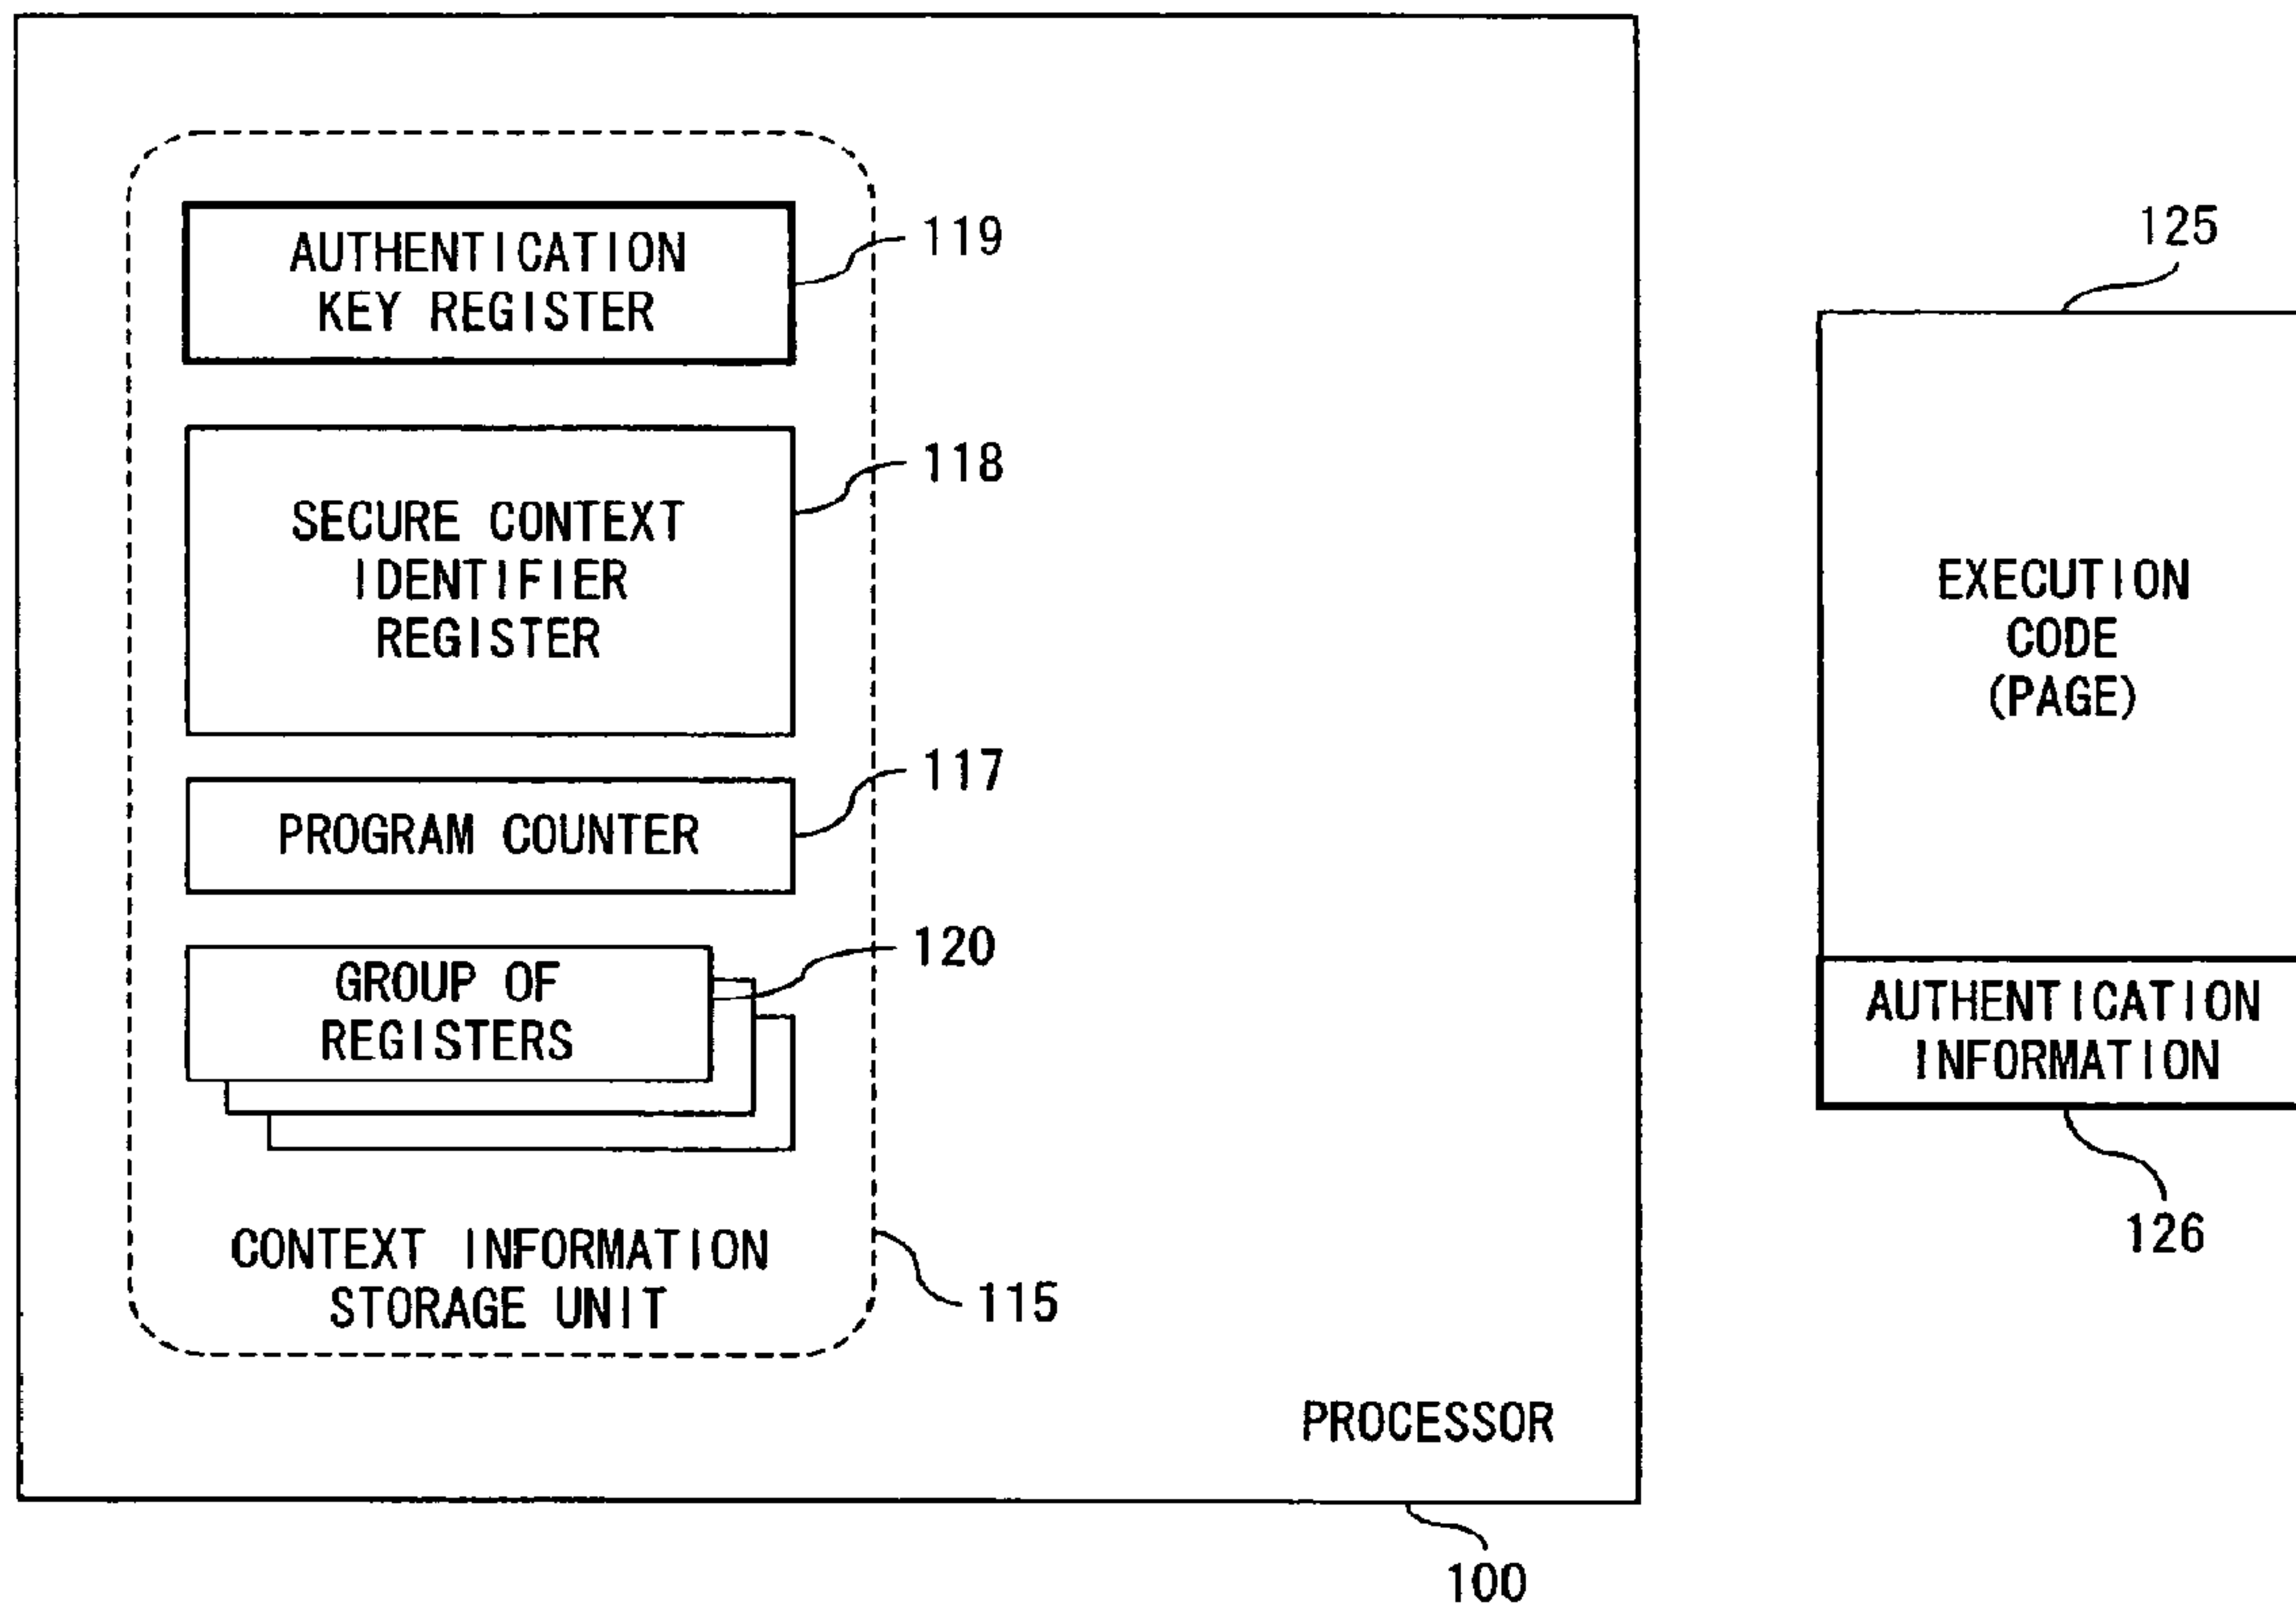 AUTHENTICATION
KEY REGISTER
119
SECURE CONTEXT
IDENTIFIER
REGISTER
118
PROGRAM COUNTER
117
GROUP OF
REGISTERS
120
CONTEXT INFORMATION
STORAGE UNIT
115
PROCESSOR
100
125
EXECUTION
CODE
(PAGE)
AUTHENTICATION
INFORMATION
126